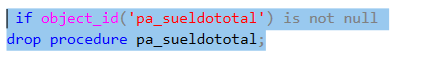 if object_id('pa_sueldototal') is not null
drop procedure pa_sueldototal;